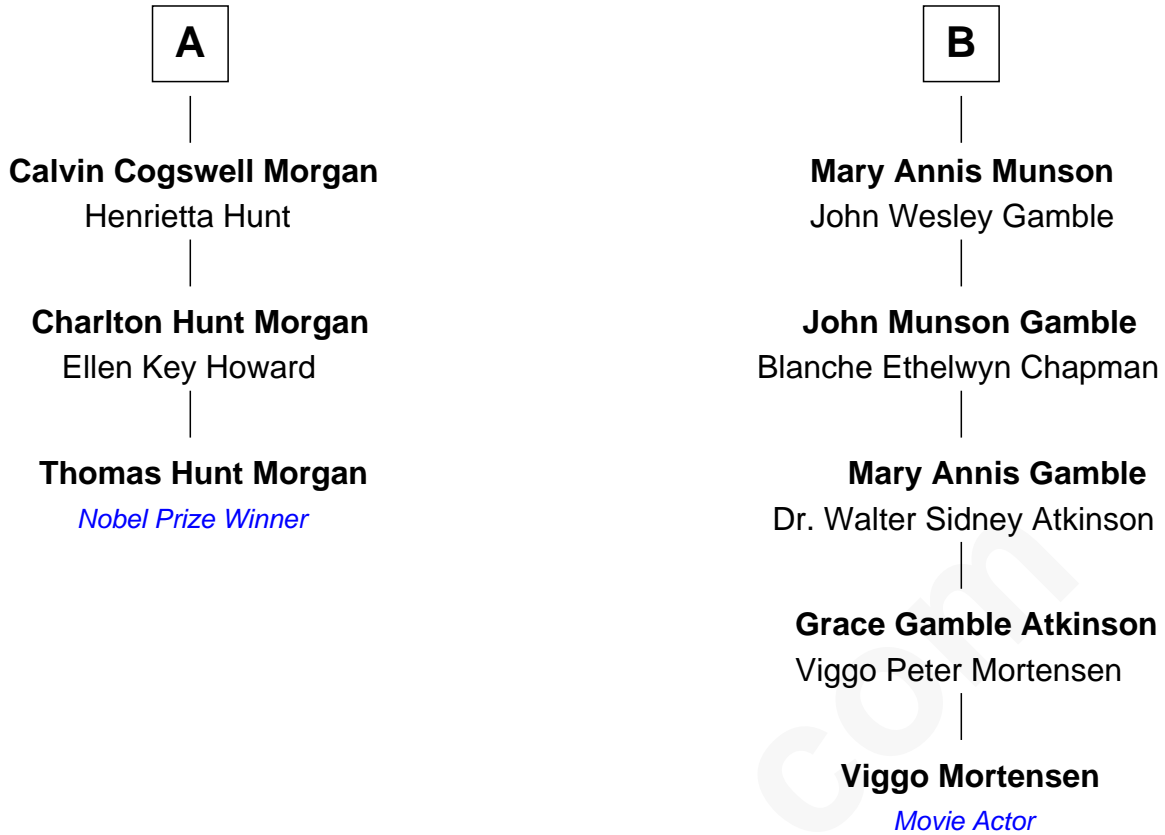 A
Calvin Cogswell Morgan
Henrietta Hunt
Charlton Hunt Morgan
Ellen Key Howard
Thomas Hunt Morgan
Nobel Prize Winner
B
Mary Annis Munson
John Wesley Gamble
John Munson Gamble
Blanche Ethelwyn Chapman
Mary Annis Gamble
Dr. Walter Sidney Atkinson
Grace Gamble Atkinson
Viggo Peter Mortensen
Viggo Mortensen
Movie Actor
com